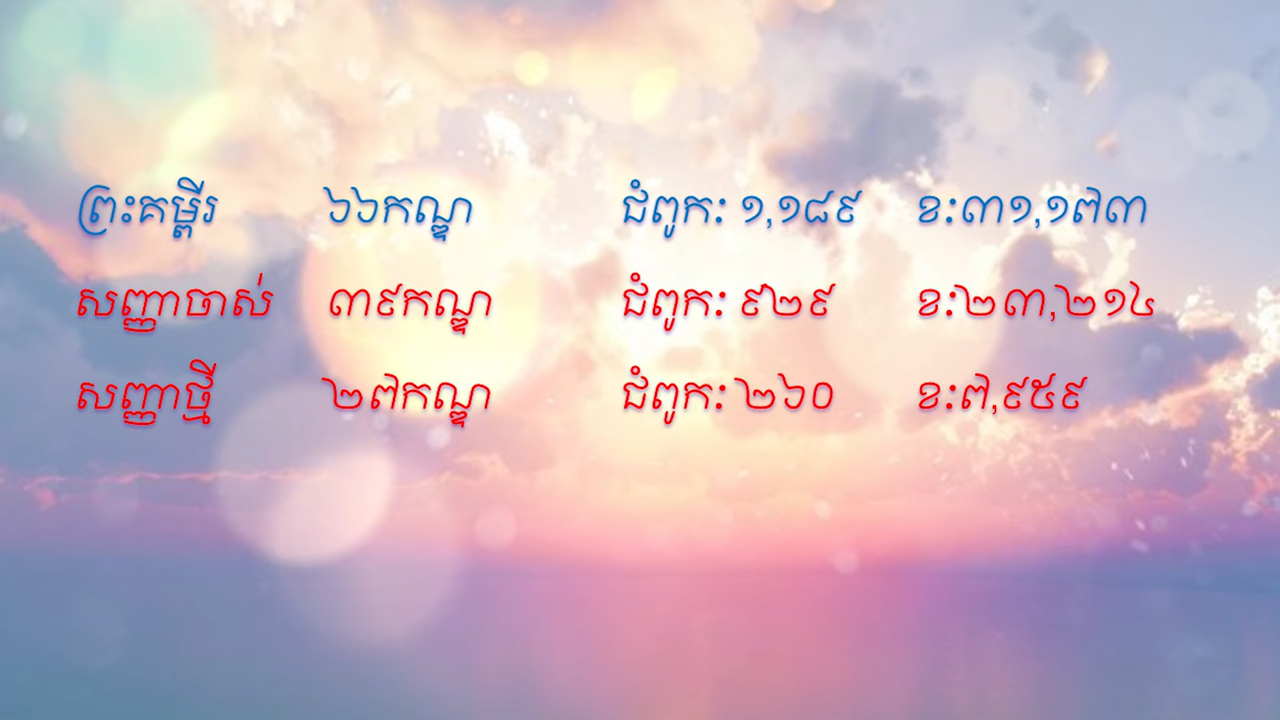 ព្រះគម្ពីរ ៦៦កណ្ឌ ជំពូក: ១,១៨៩ ខ:៣១,១៧៣
សញ្ញាចាស់ ៣៩កណ្ឌ ជំពូក: ៩២៩ ខ:២៣,២១៤
សញ្ញាថ្មី ២៧កណ្ឌ ជំពូក: ២៦០ ខ:៧,៩៥៩